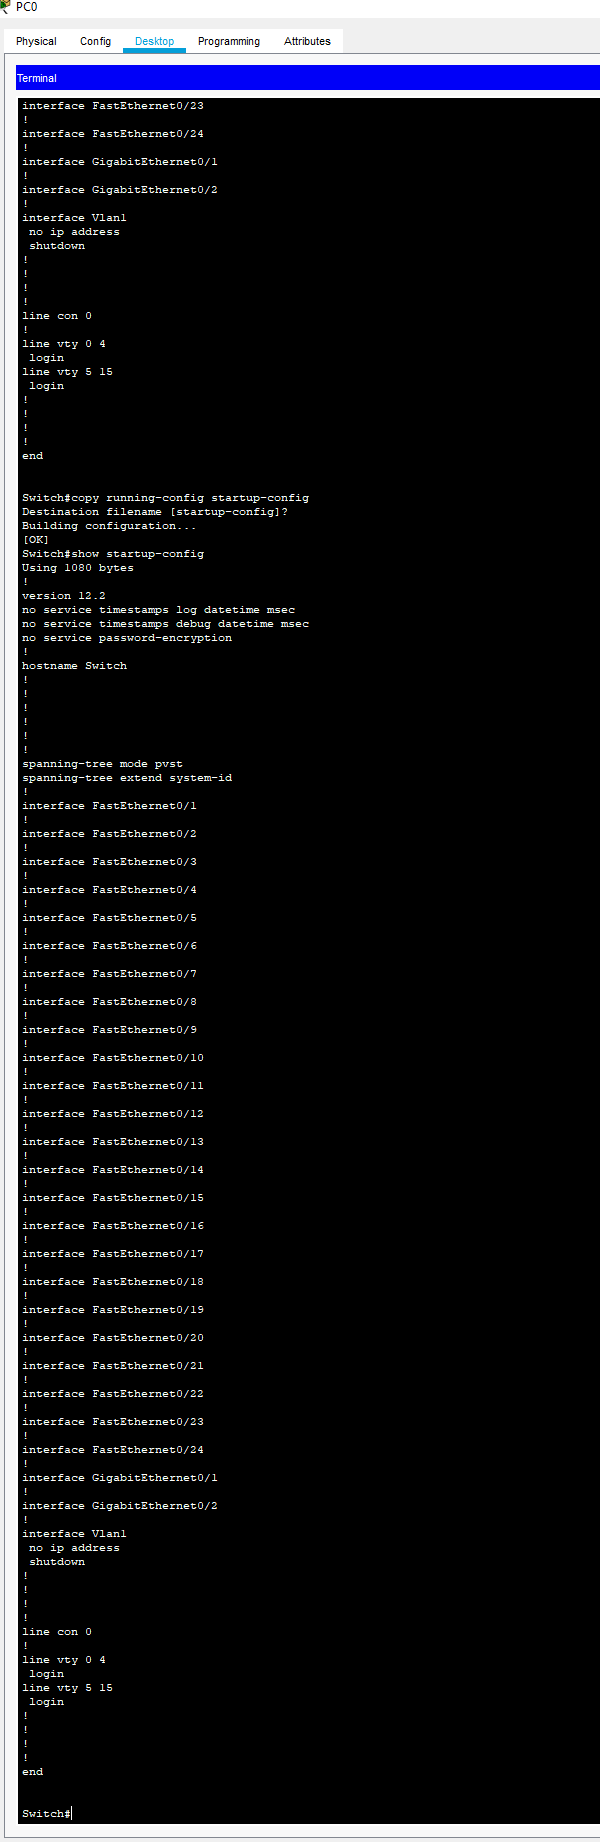 PC0
Physical Config Desktop Programming Attributes
Terminal
interface FastEthernet0/23
!
interface FastEthernet0/24
!
interface GigabitEthernet0/1
!
interface GigabitEthernet0/2
!
interface Vlan1
 no ip address
 shutdown
!
!
!
!
line con 0
!
line vty 0 4
 login
line vty 5 15
 login
!
!
!
!
end
Switch#copy running-config startup-config
Destination filename [startup-config]?
Building configuration...
[OK]
Switch#show startup-config
Using 1080 bytes
!
version 12.2
no service timestamps log datetime msec
no service timestamps debug datetime msec
no service password-encryption
!
hostname Switch
!
!
!
!
!
!
spanning-tree mode pvst
spanning-tree extend system-id
!
interface FastEthernet0/1
!
interface FastEthernet0/2
!
interface FastEthernet0/3
!
interface FastEthernet0/4
!
interface FastEthernet0/5
!
interface FastEthernet0/6
!
interface FastEthernet0/7
!
interface FastEthernet0/8
!
interface FastEthernet0/9
!
interface FastEthernet0/10
!
interface FastEthernet0/11
!
interface FastEthernet0/12
!
interface FastEthernet0/13
!
interface FastEthernet0/14
!
interface FastEthernet0/15
!
interface FastEthernet0/16
!
interface FastEthernet0/17
!
interface FastEthernet0/18
!
interface FastEthernet0/19
!
interface FastEthernet0/20
!
interface FastEthernet0/21
!
interface FastEthernet0/22
!
interface FastEthernet0/23
!
interface FastEthernet0/24
!
interface GigabitEthernet0/1
!
interface GigabitEthernet0/2
!
interface Vlan1
 no ip address
 shutdown
!
!
!
!
line con 0
!
line vty 0 4
 login
line vty 5 15
 login
!
!
!
!
end
Switch#